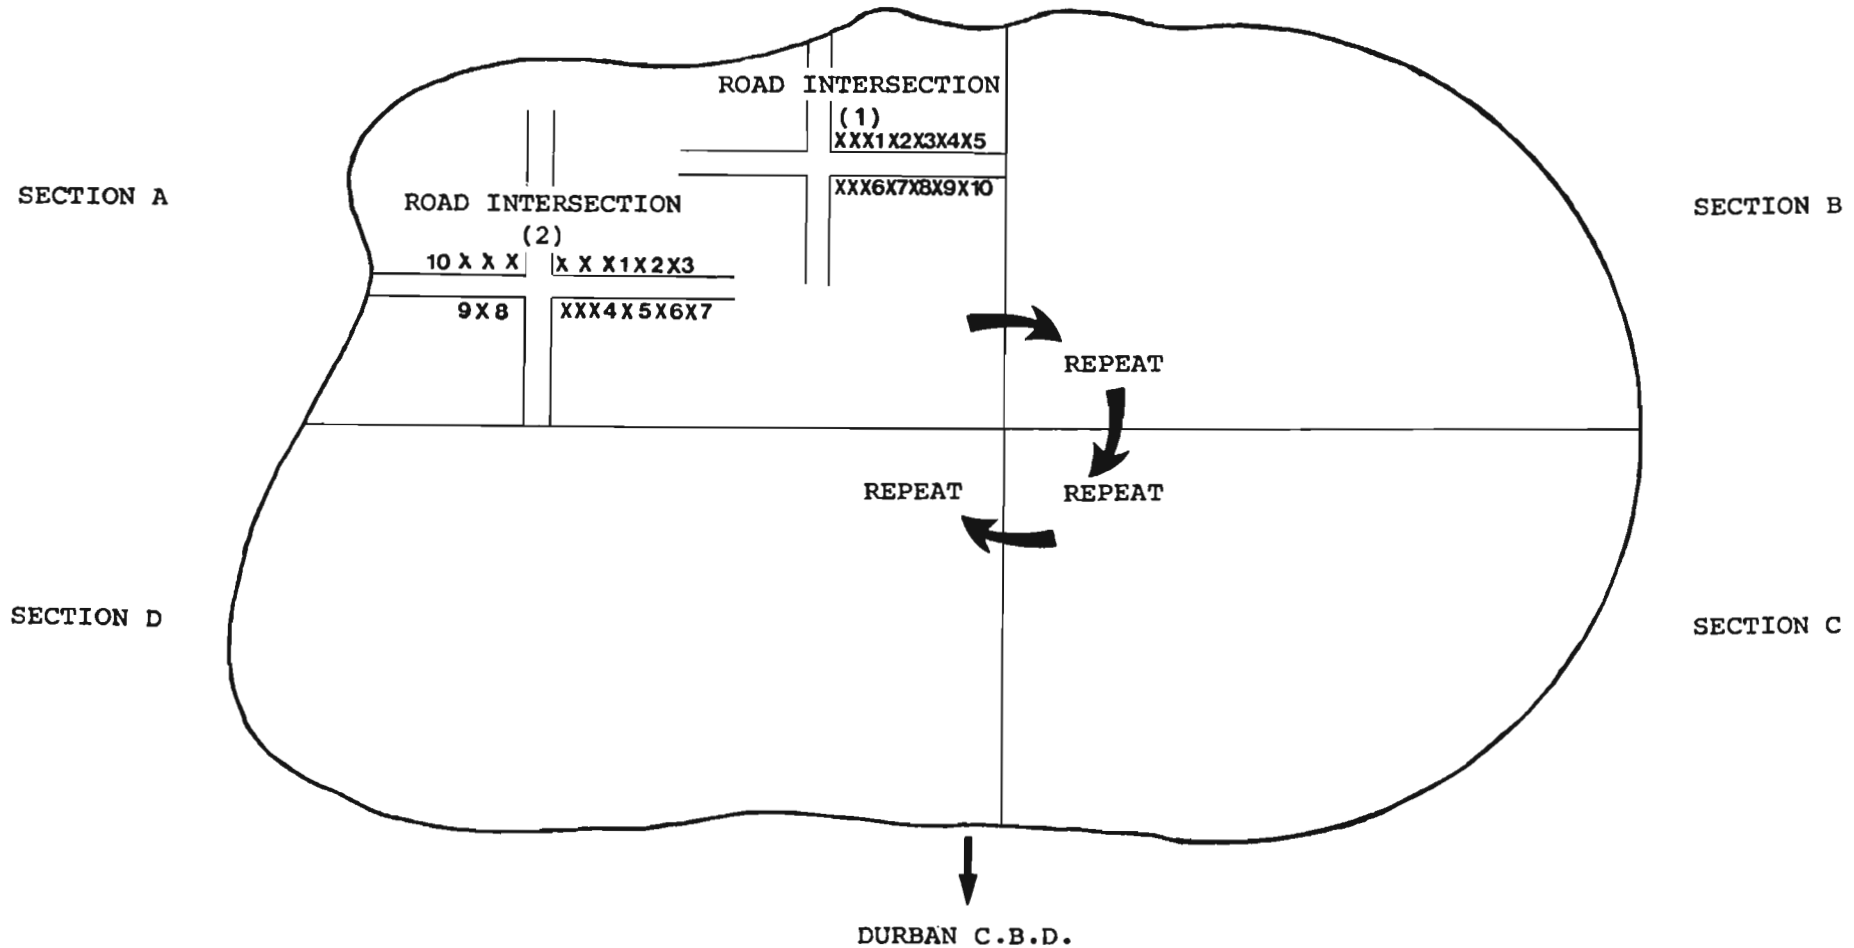 ROAD INTERSECTION
(1)
XXX1X2X3X4X5
XXX6X7X8X9X10
SECTION A
ROAD INTERSECTION
(2)
10 X X X X X X1X2X3
9X8 XXX4X5X6X7
SECTION B
REPEAT
REPEAT REPEAT
SECTION D
SECTION C
DURBAN C.B.D.